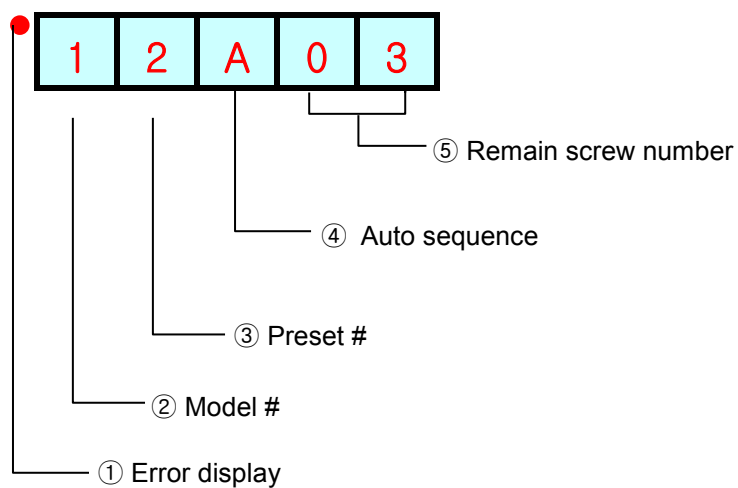 1 2 A 0 3
⑤ Remain screw number
④ Auto sequence
③ Preset #
② Model #
① Error display